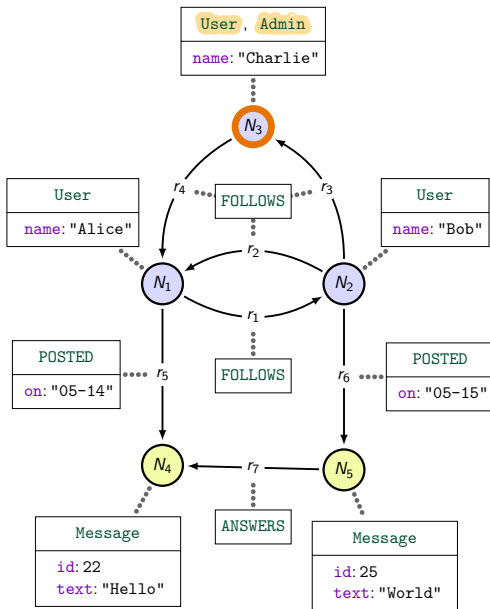 User, Admin
name: "Charlie"
N3
r4
FOLLOWS
r3
User
name: "Alice"
User
name: "Bob"
r2
N1
N2
r1
POSTED
on: "05-14"
r5
FOLLOWS
r6
POSTED
on: "05-15"
N4
r7
N5
ANSWERS
Message
id: 22
text: "Hello"
Message
id: 25
text: "World"